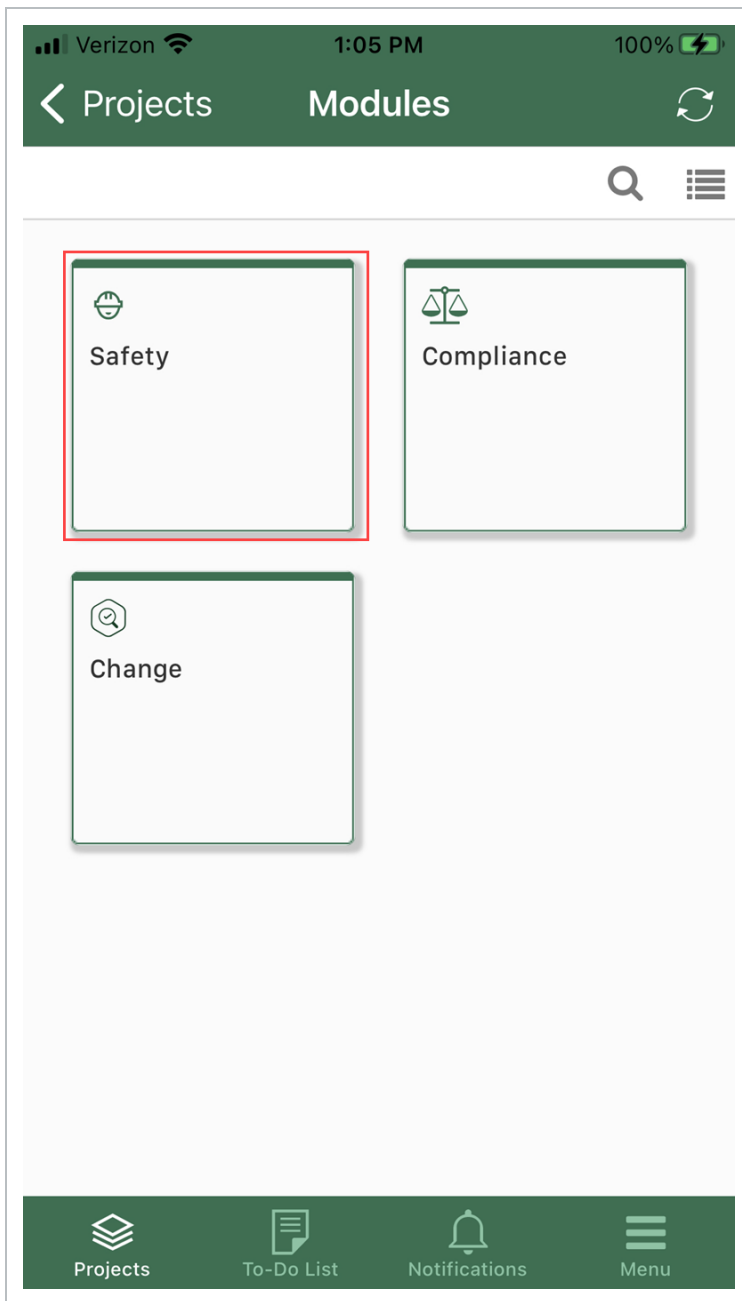 Verizon 1:05 PM 100%
Projects Modules
Safety Compliance
Change
Projects To-Do List Notifications Menu